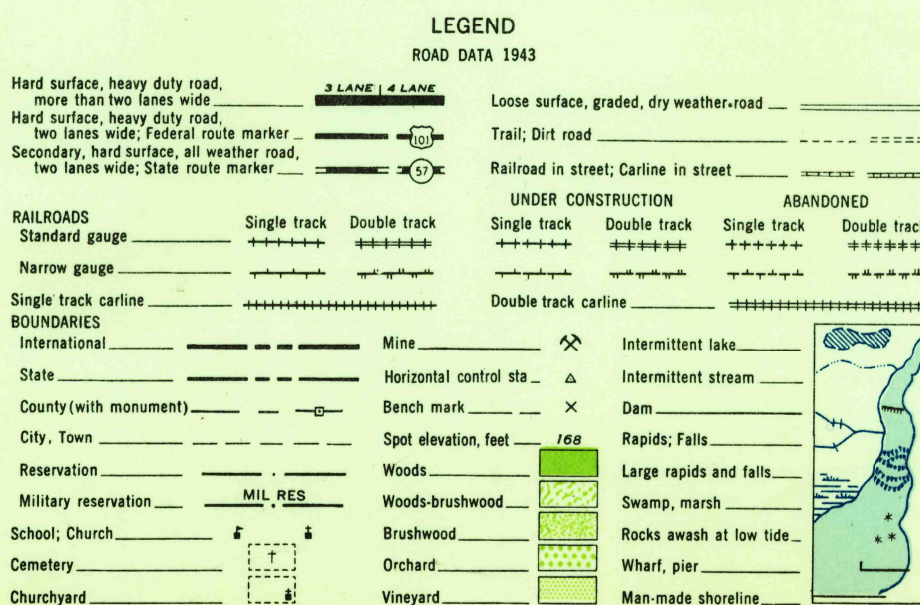 LEGEND
ROAD DATA 1943
Hard surface, heavy duty road,
more than two lanes wide
3 LANE | 4 LANE
Hard surface, heavy duty road,
two lanes wide; Federal route marker
101
Secondary, hard surface, all weather road,
two lanes wide; State route marker
57
Loose surface, graded, dry weather road
Trail; Dirt road
Railroad in street; Carline in street
UNDER CONSTRUCTION
ABANDONED
RAILROADS
Single track Double track
Single track Double track
Single track Double trac
Standard gauge
Narrow gauge
Single track carline
Double track carline
BOUNDARIES
International
State
County (with monument)
City, Town
Reservation
Military reservation
MIL RES
School; Church
Cemetery
Churchyard
Mine
Horizontal control sta
Bench mark
Spot elevation, feet
168
Woods
Woods-brushwood
Brushwood
Orchard
Vineyard
Intermittent lake
Intermittent stream
Dam
Rapids; Falls
Large rapids and falls
Swamp, marsh
Rocks awash at low tide
Wharf, pier
Man-made shoreline